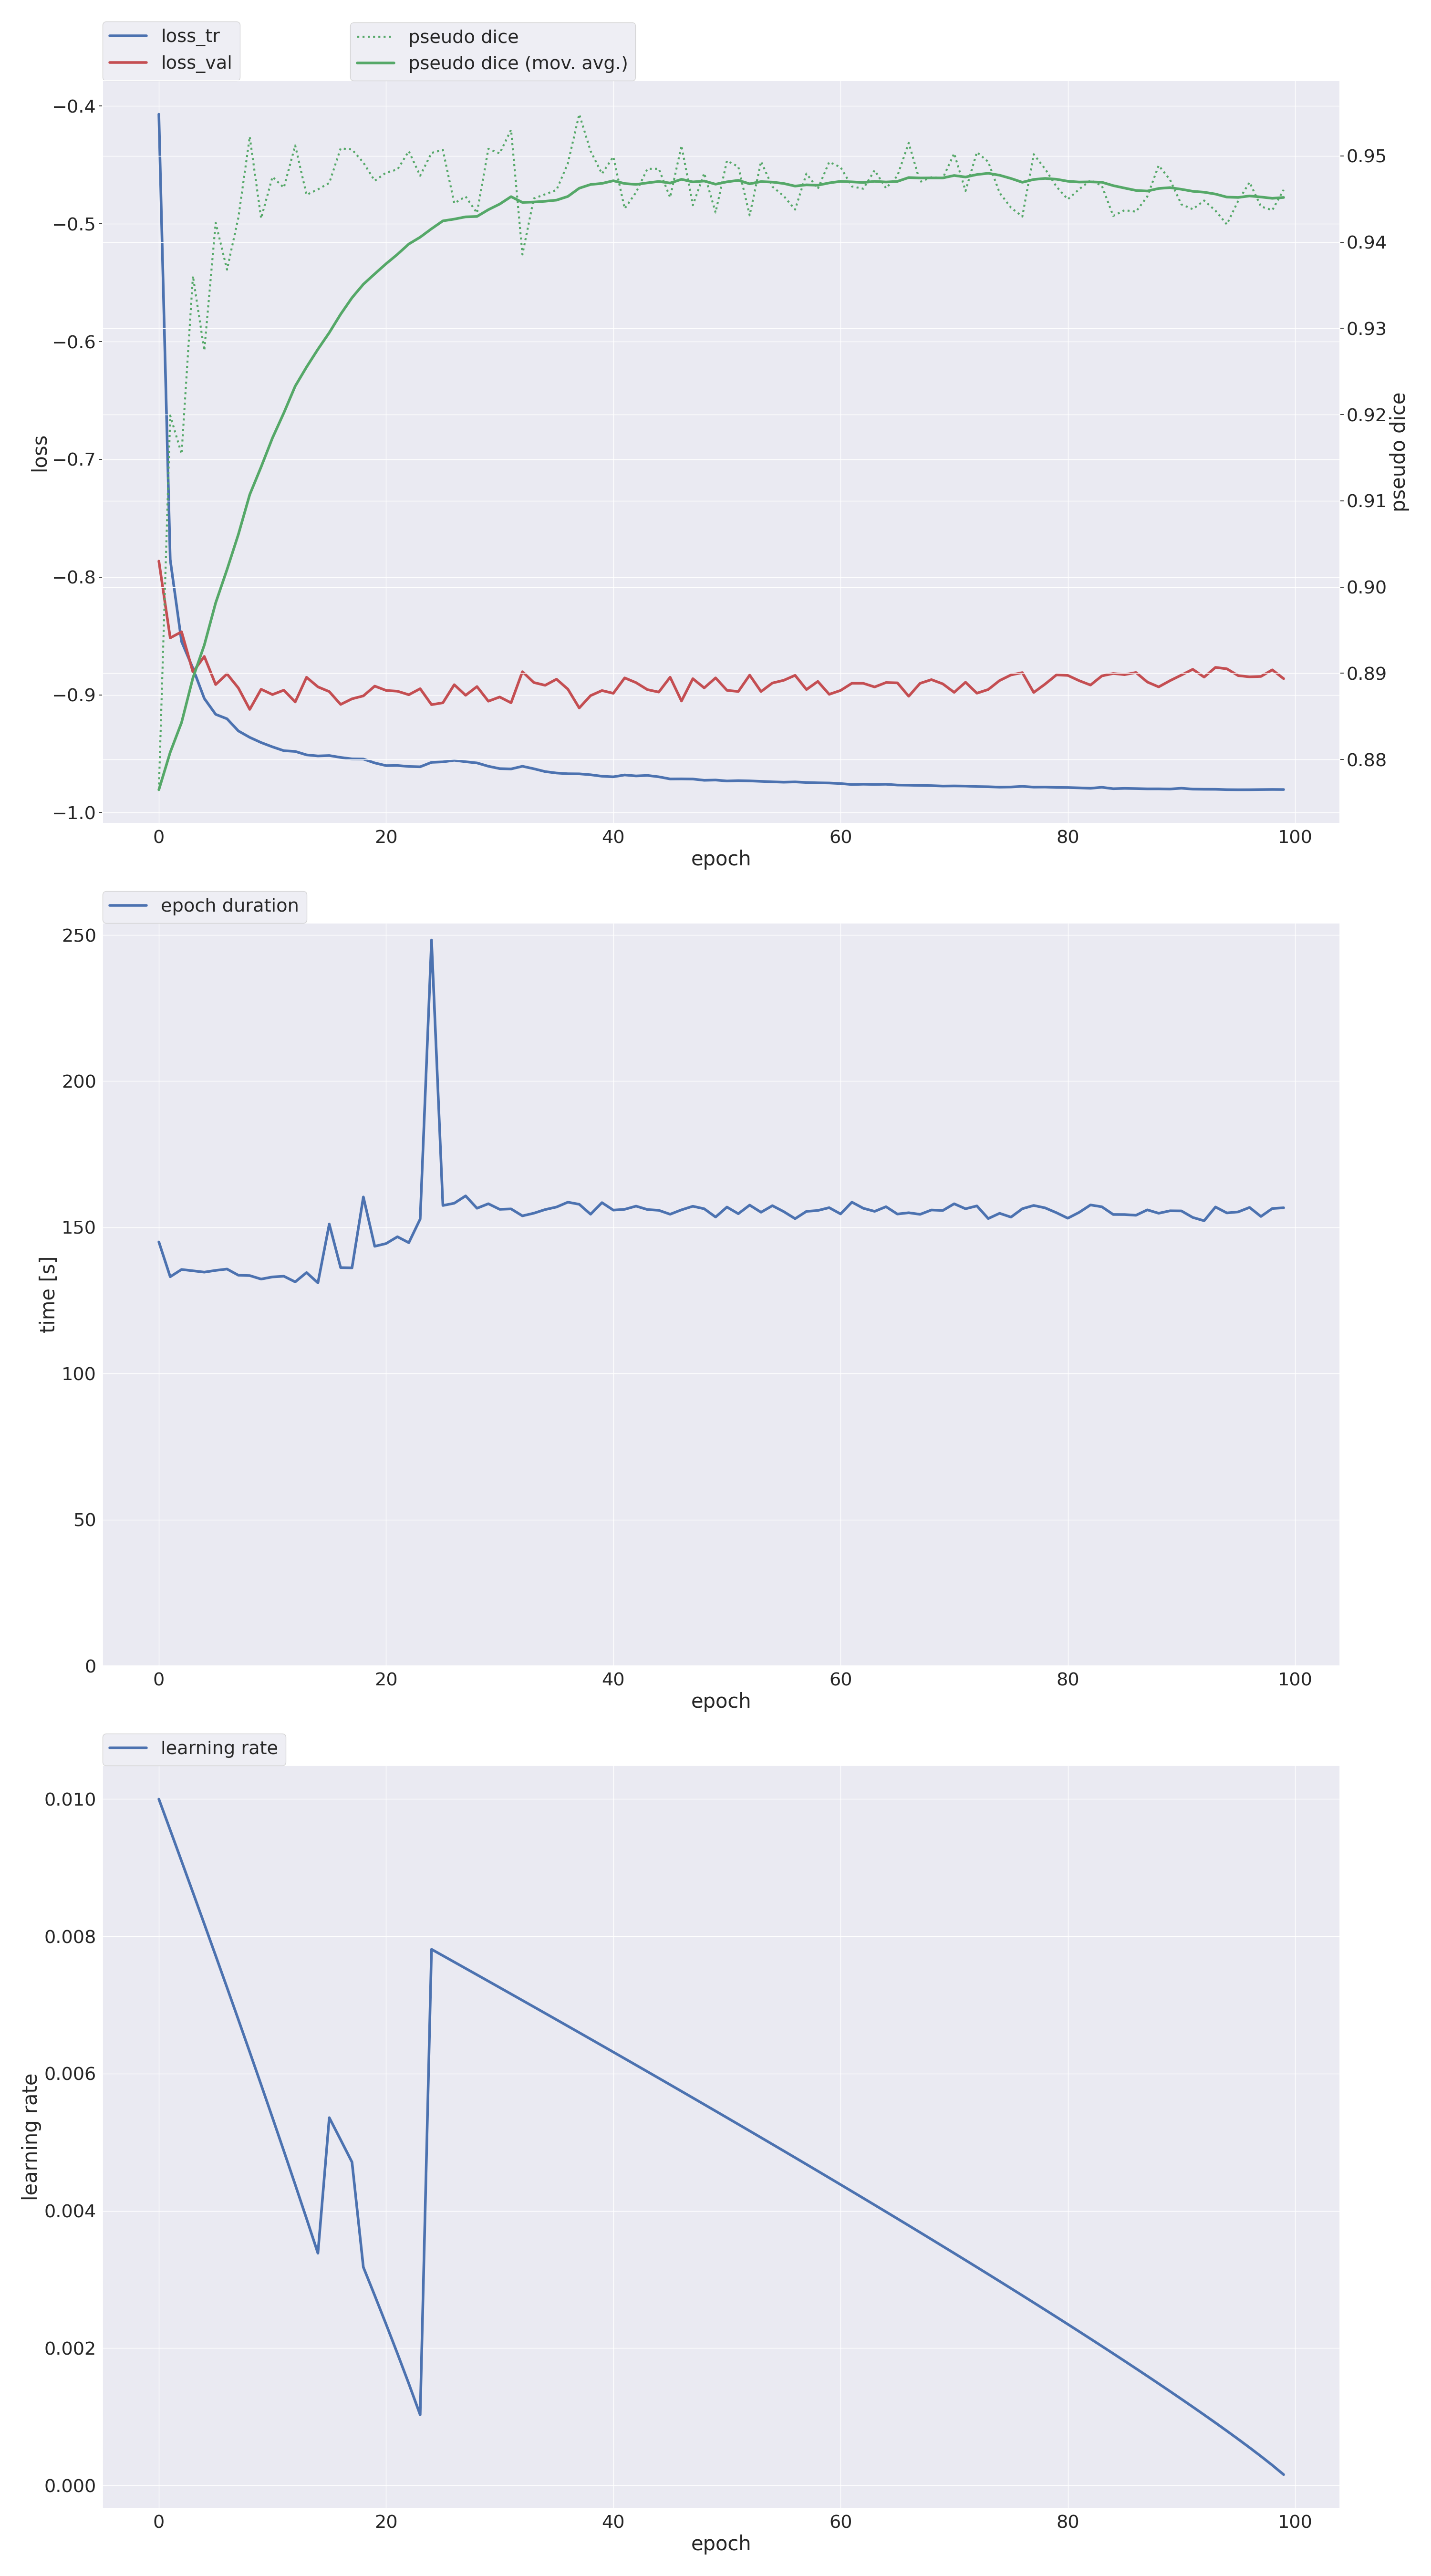 loss_tr
loss_val
pseudo dice
pseudo dice (mov. avg.)
−0.4
−0.5
−0.6
−0.7
−0.8
−0.9
−1.0
loss
0.95
0.94
0.93
0.92
0.91
0.90
0.89
0.88
pseudo dice
0 20 40 60 80 100
epoch
epoch duration
250
200
150
100
50
0
time [s]
0 20 40 60 80 100
epoch
learning rate
0.010
0.008
0.006
0.004
0.002
0.000
learning rate
0 20 40 60 80 100
epoch